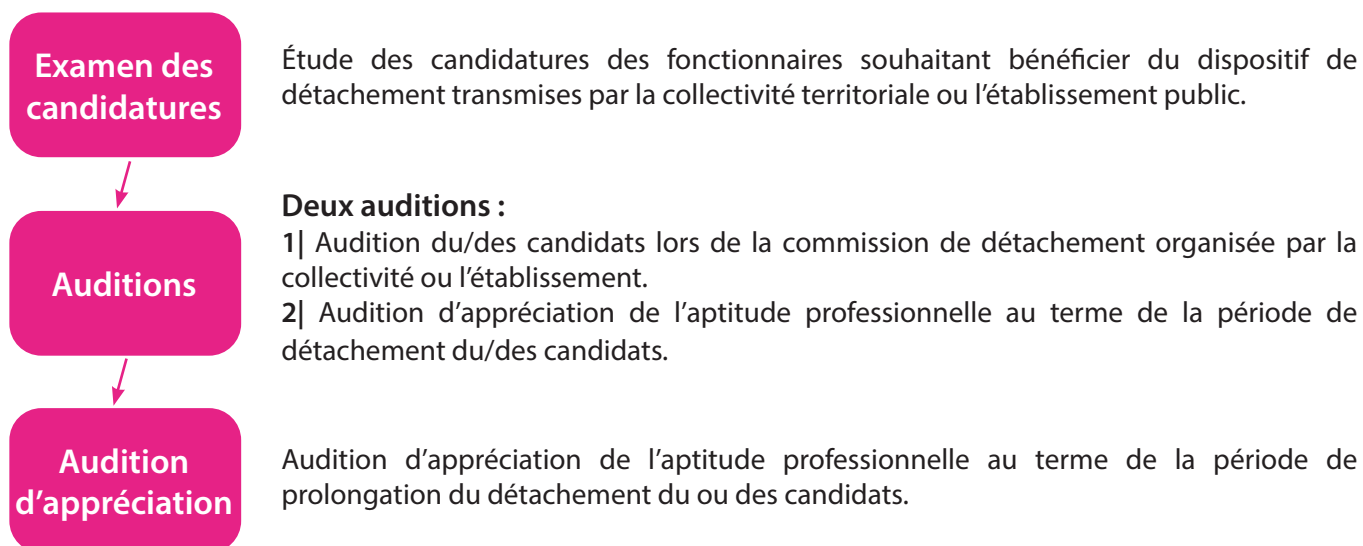 Examen des
candidatures
Étude des candidatures des fonctionnaires souhaitant bénéficier du dispositif de
détachement transmises par la collectivité territoriale ou l’établissement public.
Auditions
Deux auditions :
1| Audition du/des candidats lors de la commission de détachement organisée par la
collectivité ou l’établissement.
2| Audition d’appréciation de l’aptitude professionnelle au terme de la période de
détachement du/des candidats.
Audition
d’appréciation
Audition d’appréciation de l’aptitude professionnelle au terme de la période de
prolongation du détachement du ou des candidats.